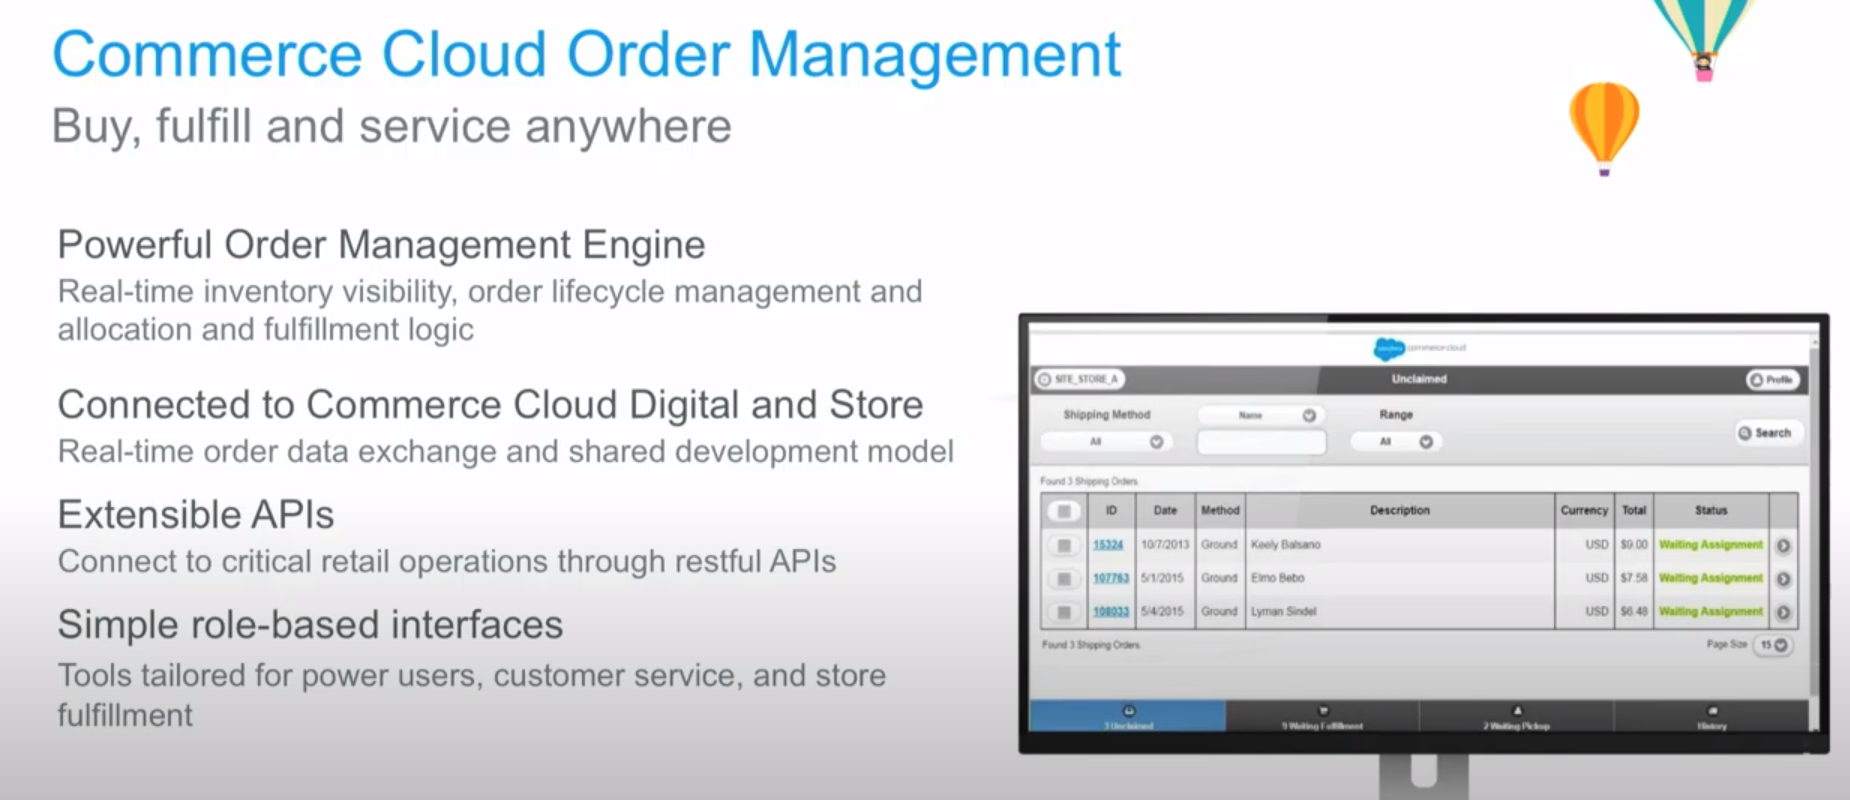 Commerce Cloud Order Management
Buy, fulfill and service anywhere
Powerful Order Management Engine
Real-time inventory visibility, order lifecycle management and
allocation and fulfillment logic
Connected to Commerce Cloud Digital and Store
Real-time order data exchange and shared development model
Extensible APIs
Connect to critical retail operations through restful APIs
Simple role-based interfaces
Tools tailored for power users, customer service, and store
fulfillment
salesforce commerce cloud
SITE_STORE_A Unclaimed Profile
Shipping Method Name Range
All All Search
Found 3 Shipping Orders.
ID Date Method Description Currency Total Status
15324 10/7/2013 Ground Keely Balsano USD $9.00 Waiting Assignment
107763 5/1/2015 Ground Elmo Bebo USD $7.58 Waiting Assignment
108033 5/4/2015 Ground Lyman Sindel USD $6.48 Waiting Assignment
Found 3 Shipping Orders. Page Size 15
3 Unclaimed 9 Waiting Fulfillment 2 Waiting Pickup History